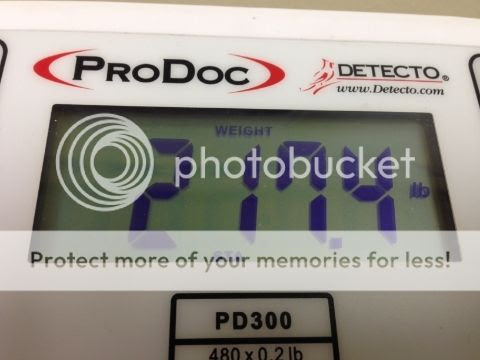 PRODOC
DETECTO®
www.Detecto.com
WEIGHT
photobucket
217.4 lb
Protect more of your memories for less!
PD300
480 x 0.2 lb